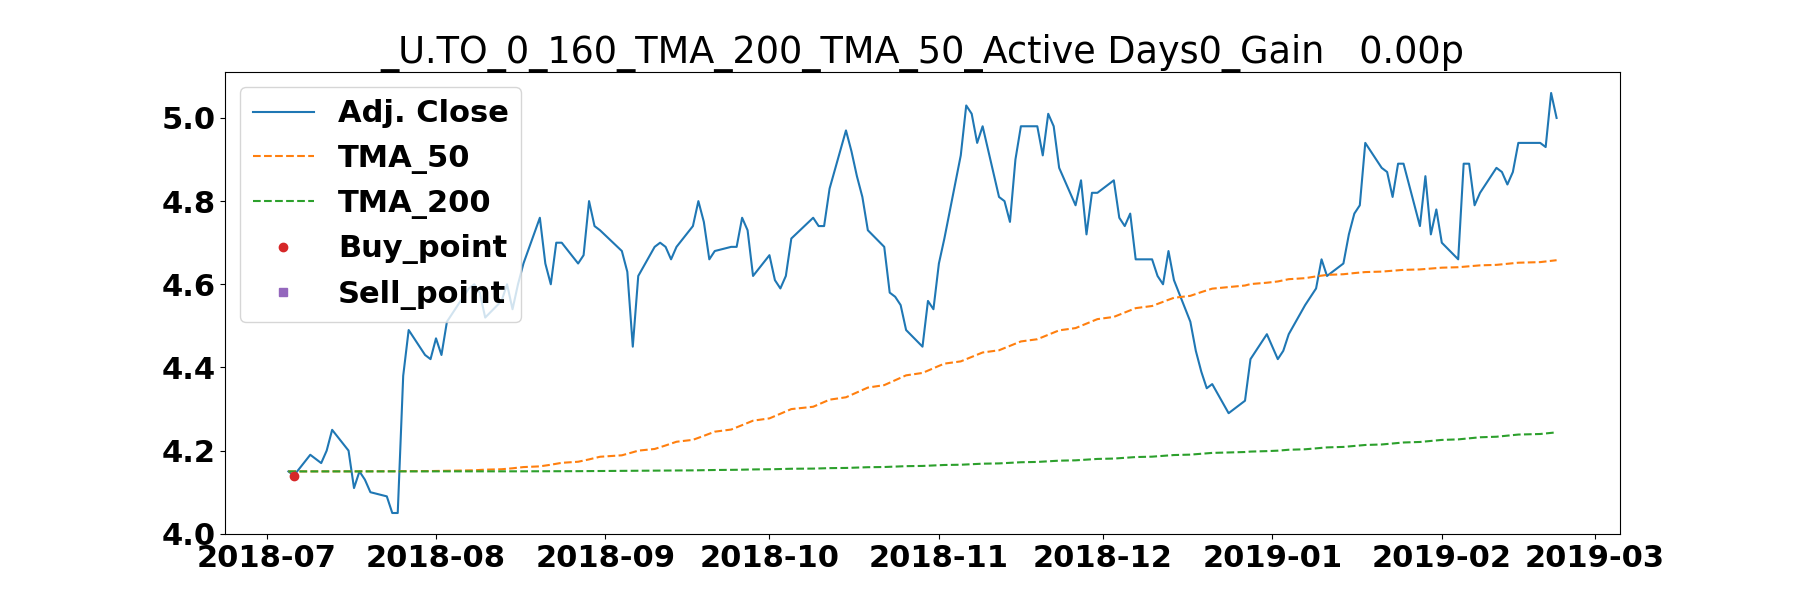 _U.TO_0_160_TMA_200_TMA_50_Active Days0_Gain   0.00p
5.0
4.8
4.6
4.4
4.2
4.0
Adj. Close
TMA_50
TMA_200
Buy_point
Sell_point
2018-07 2018-08 2018-09 2018-10 2018-11 2018-12 2019-01 2019-02 2019-03